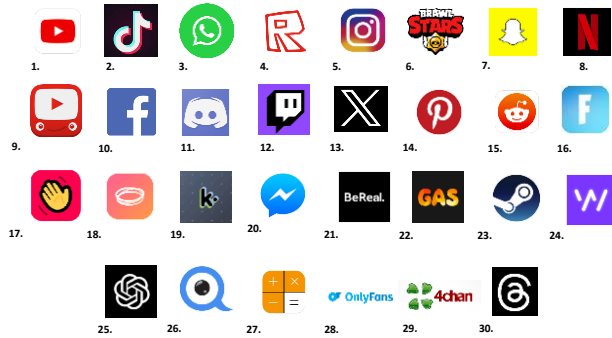 BRAWL
STARS
N
1. 2. 3. 4. 5. 6. 7. 8.
f
X
F
9. 10. 11. 12. 13. 14. 15. 16.
k.
BeReal.
GAS
W
17. 18. 19. 20. 21. 22. 23. 24.
OnlyFans
4chan
25. 26. 27. 28. 29. 30.